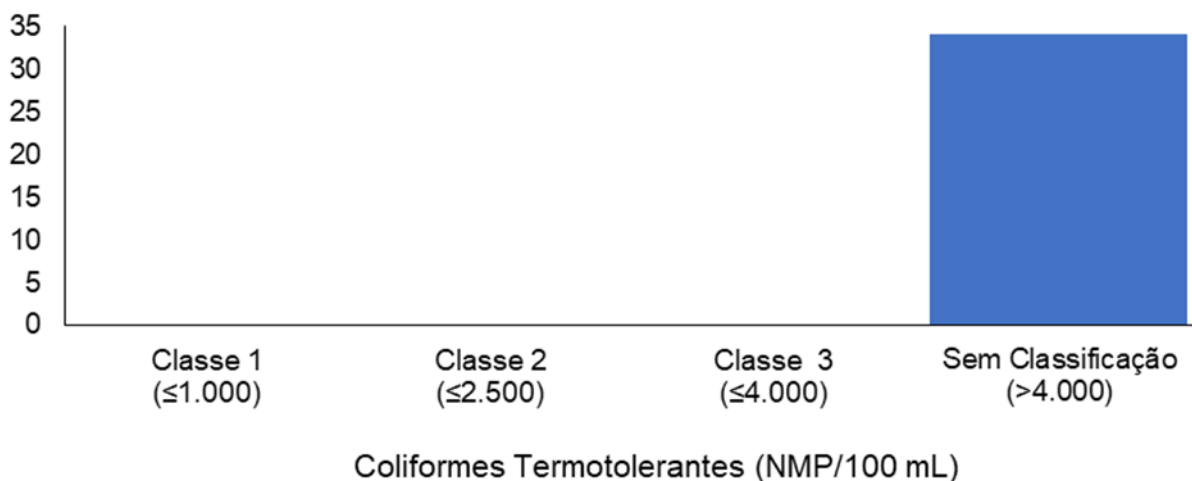 35
30
25
20
15
10
5
0
Classe 1
(≤1.000)
Classe 2
(≤2.500)
Classe 3
(≤4.000)
Sem Classificação
(>4.000)
Coliformes Termotolerantes (NMP/100 mL)